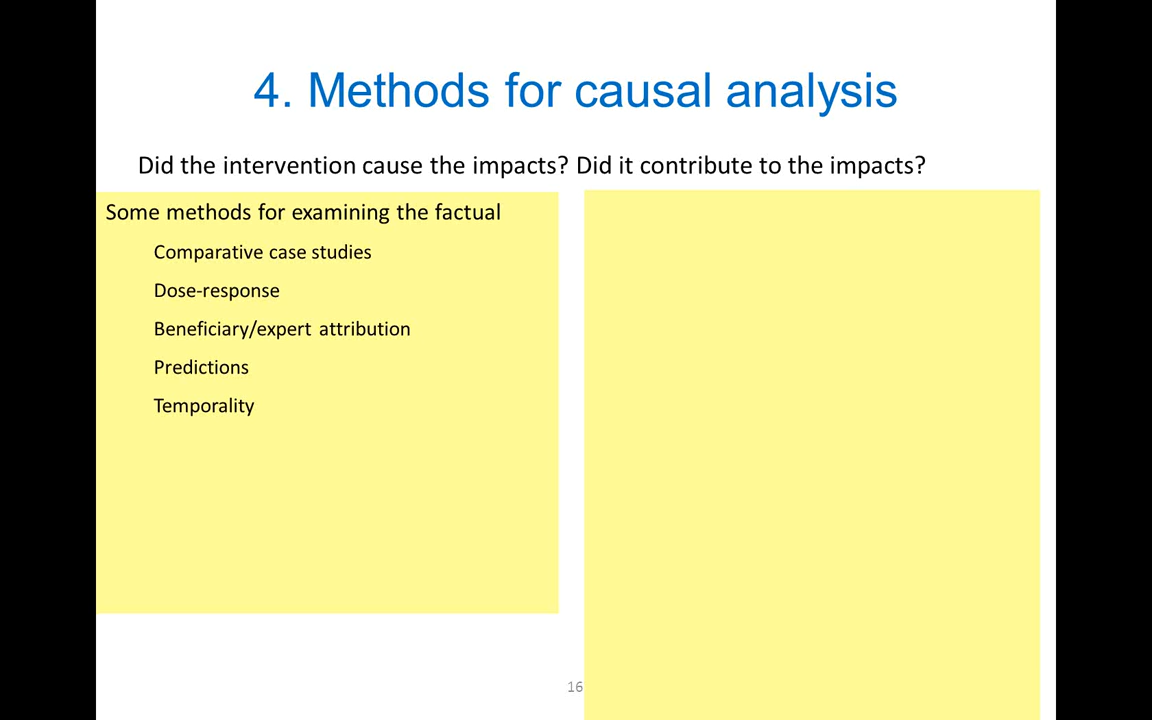 4. Methods for causal analysis
Did the intervention cause the impacts? Did it contribute to the impacts?
Some methods for examining the factual
Comparative case studies
Dose-response
Beneficiary/expert attribution
Predictions
Temporality
16